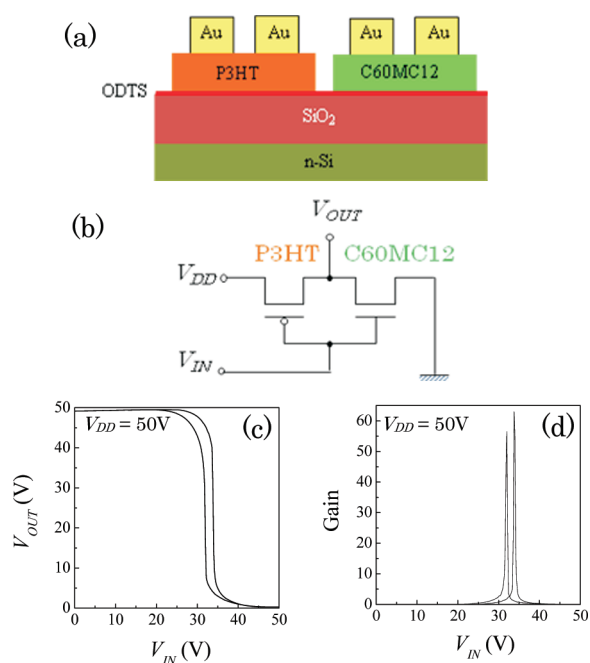 (a)
Au Au Au Au
P3HT C60MC12
ODTS
SiO2
n-Si
(b)
VOUT
P3HT C60MC12
VDD
VIN
(c)
VDD = 50V
50
40
30
20
10
0
VOUT (V)
0 10 20 30 40 50
VIN (V)
(d)
VDD = 50V
60
50
40
30
20
10
0
Gain
0 10 20 30 40 50
VIN (V)